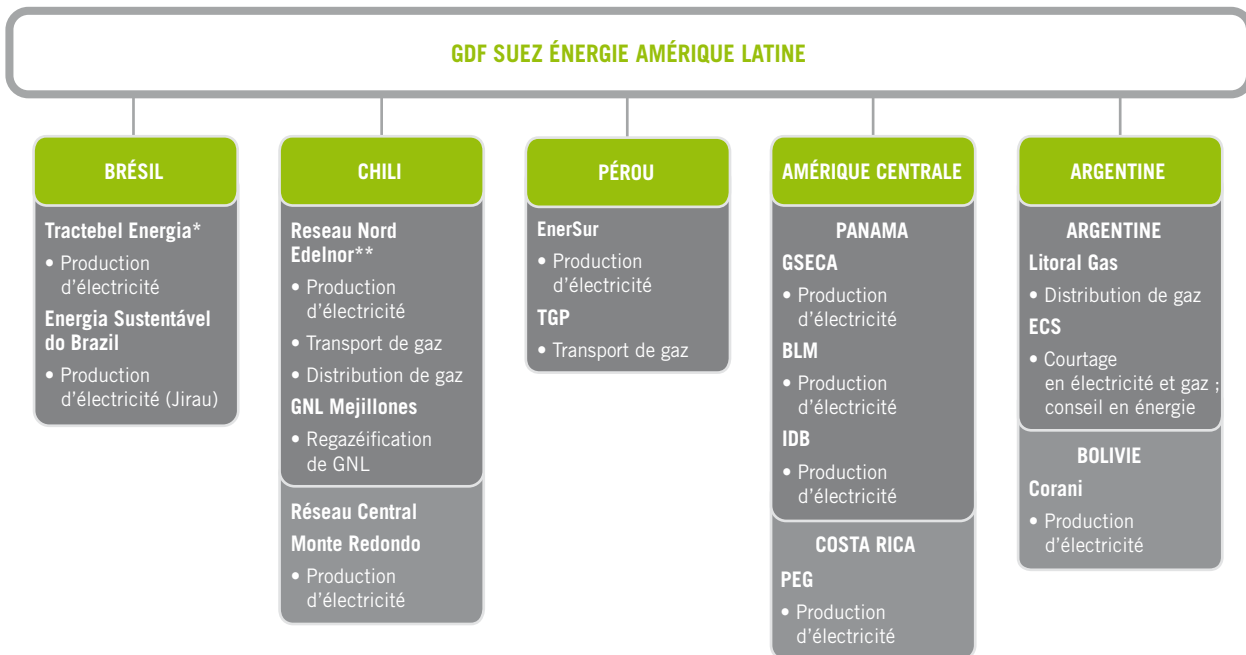 GDF SUEZ ÉNERGIE AMÉRIQUE LATINE
BRÉSIL
Tractebel Energia*
• Production
d'électricité
Energia Sustentável
do Brazil
• Production
d'électricité (Jirau)
CHILI
Reseau Nord
Edelnor**
• Production
d'électricité
• Transport de gaz
• Distribution de gaz
GNL Mejillones
• Regazéification
de GNL
Réseau Central
Monte Redondo
• Production
d'électricité
PÉROU
EnerSur
• Production
d'électricité
TGP
• Transport de gaz
AMÉRIQUE CENTRALE
PANAMA
GSECA
• Production
d'électricité
BLM
• Production
d'électricité
IDB
• Production
d'électricité
COSTA RICA
PEG
• Production
d'électricité
ARGENTINE
ARGENTINE
Litoral Gas
• Distribution de gaz
ECS
• Courtage
en électricité et gaz ;
conseil en énergie
BOLIVIE
Corani
• Production
d'électricité